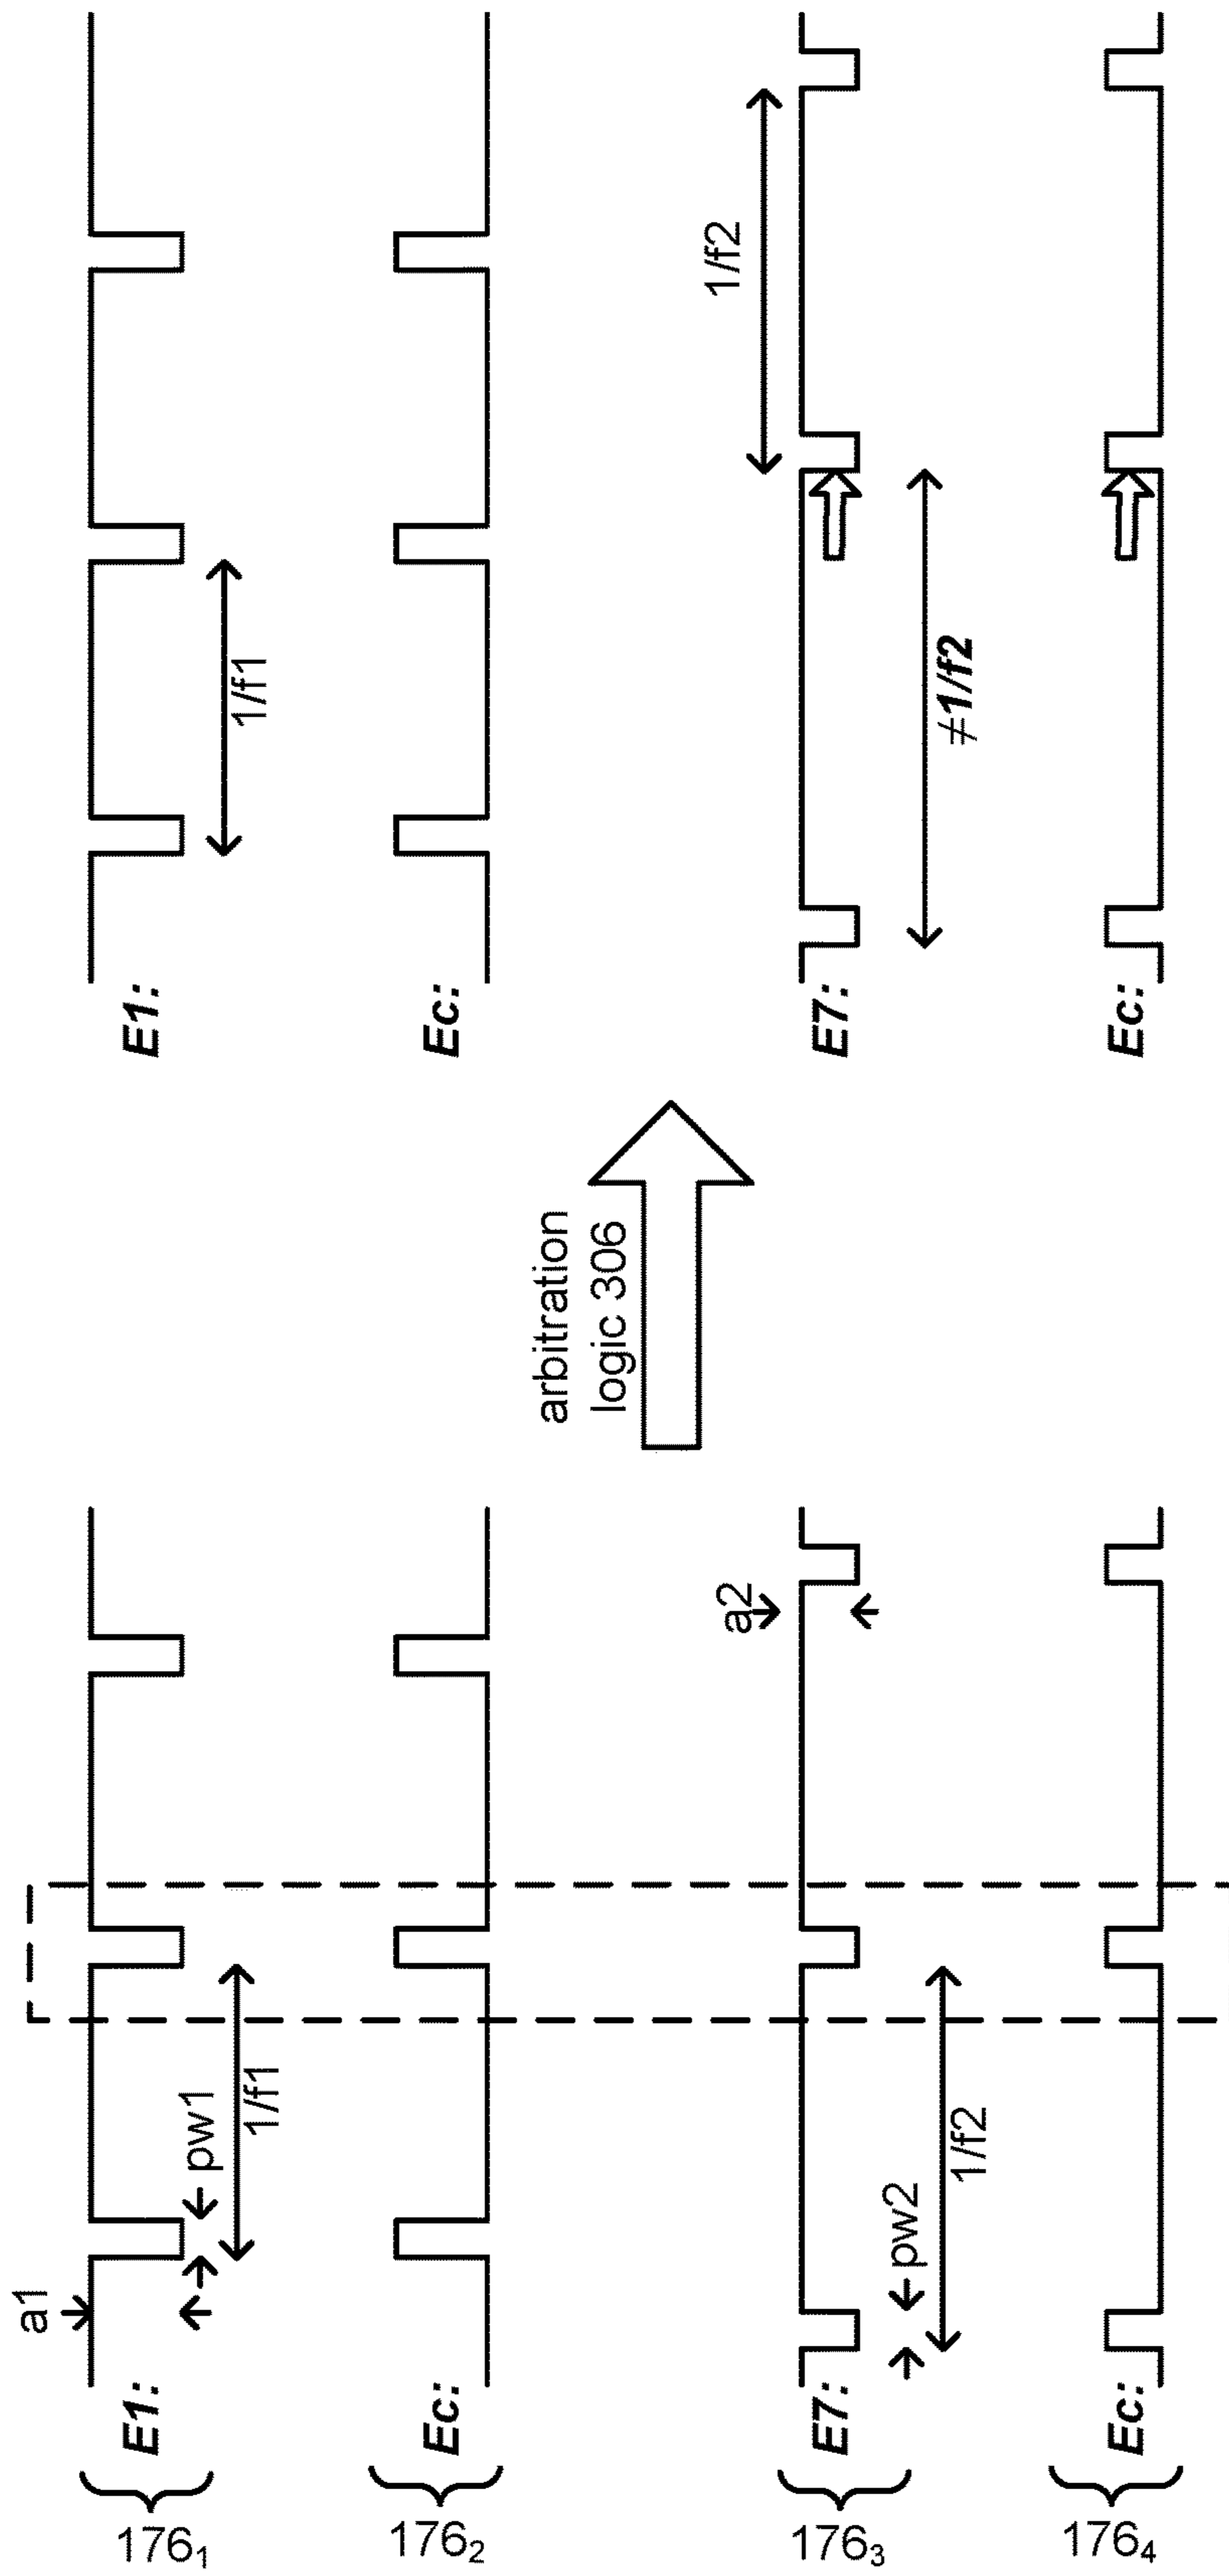 a1
E1:
pw1
1/f1
176₁
Ec:
176₂
a2
E7:
pw2
1/f2
176₃
Ec:
176₄
arbitration
logic 306
E1:
1/f1
Ec:
1/f2
E7:
≠1/f2
Ec: